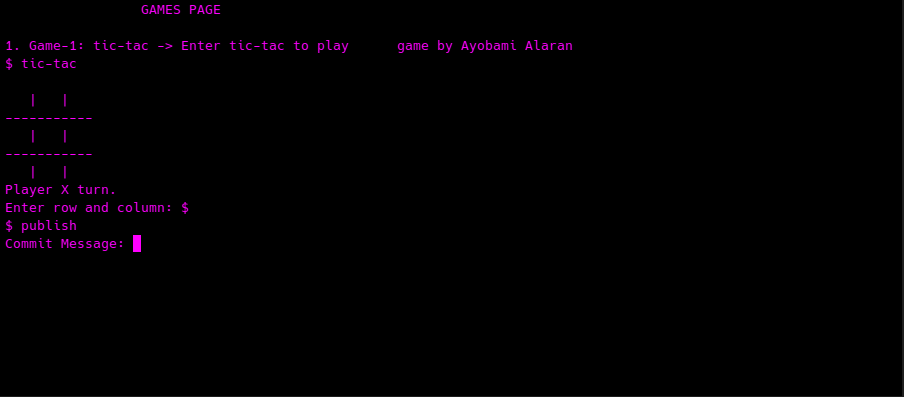 GAMES PAGE
1. Game-1: tic-tac -> Enter tic-tac to play      game by Ayobami Alaran
$ tic-tac
   |   |
-----------
   |   |
-----------
   |   |
Player X turn.
Enter row and column: $
$ publish
Commit Message: